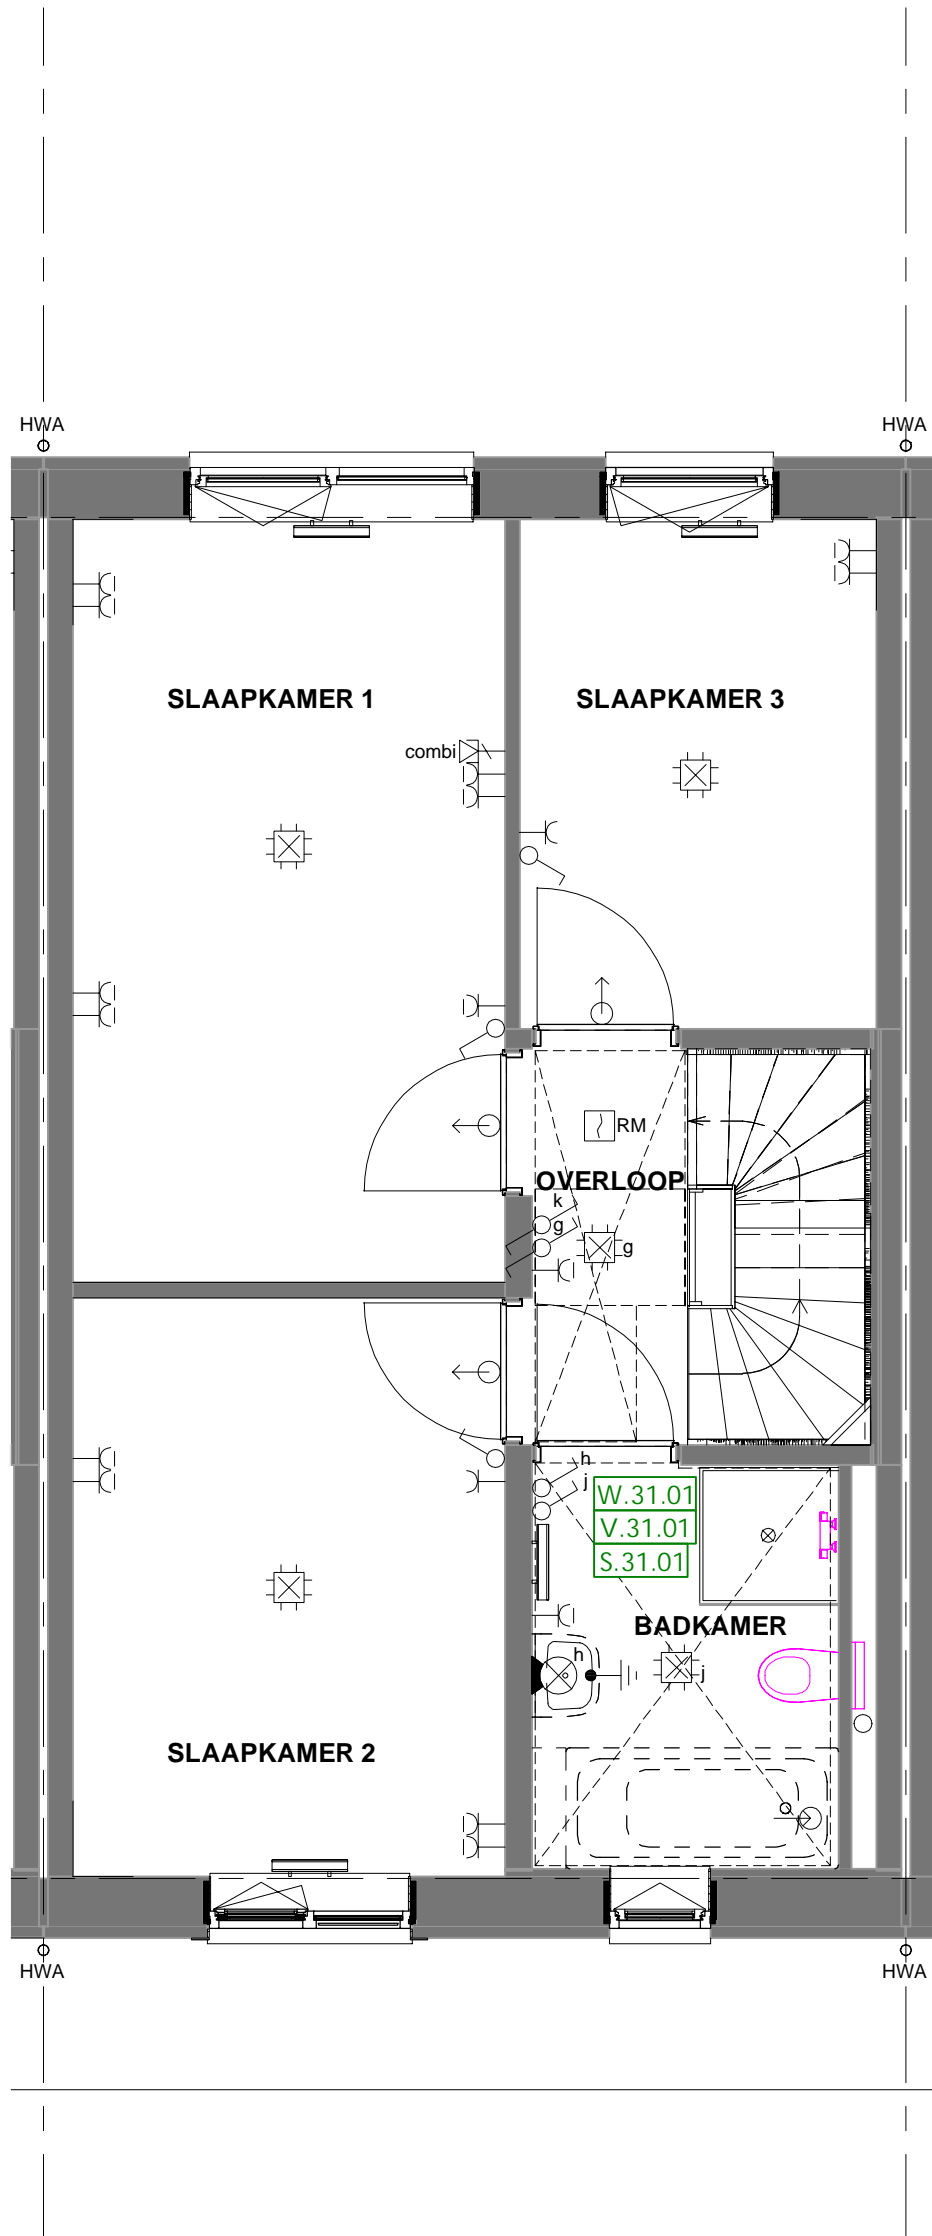 HWA
HWA
SLAAPKAMER 1
SLAAPKAMER 3
combi
RM
OVERLOOP
k
g
g
h
j
W.31.01
V.31.01
S.31.01
BADKAMER
h
j
SLAAPKAMER 2
HWA
HWA